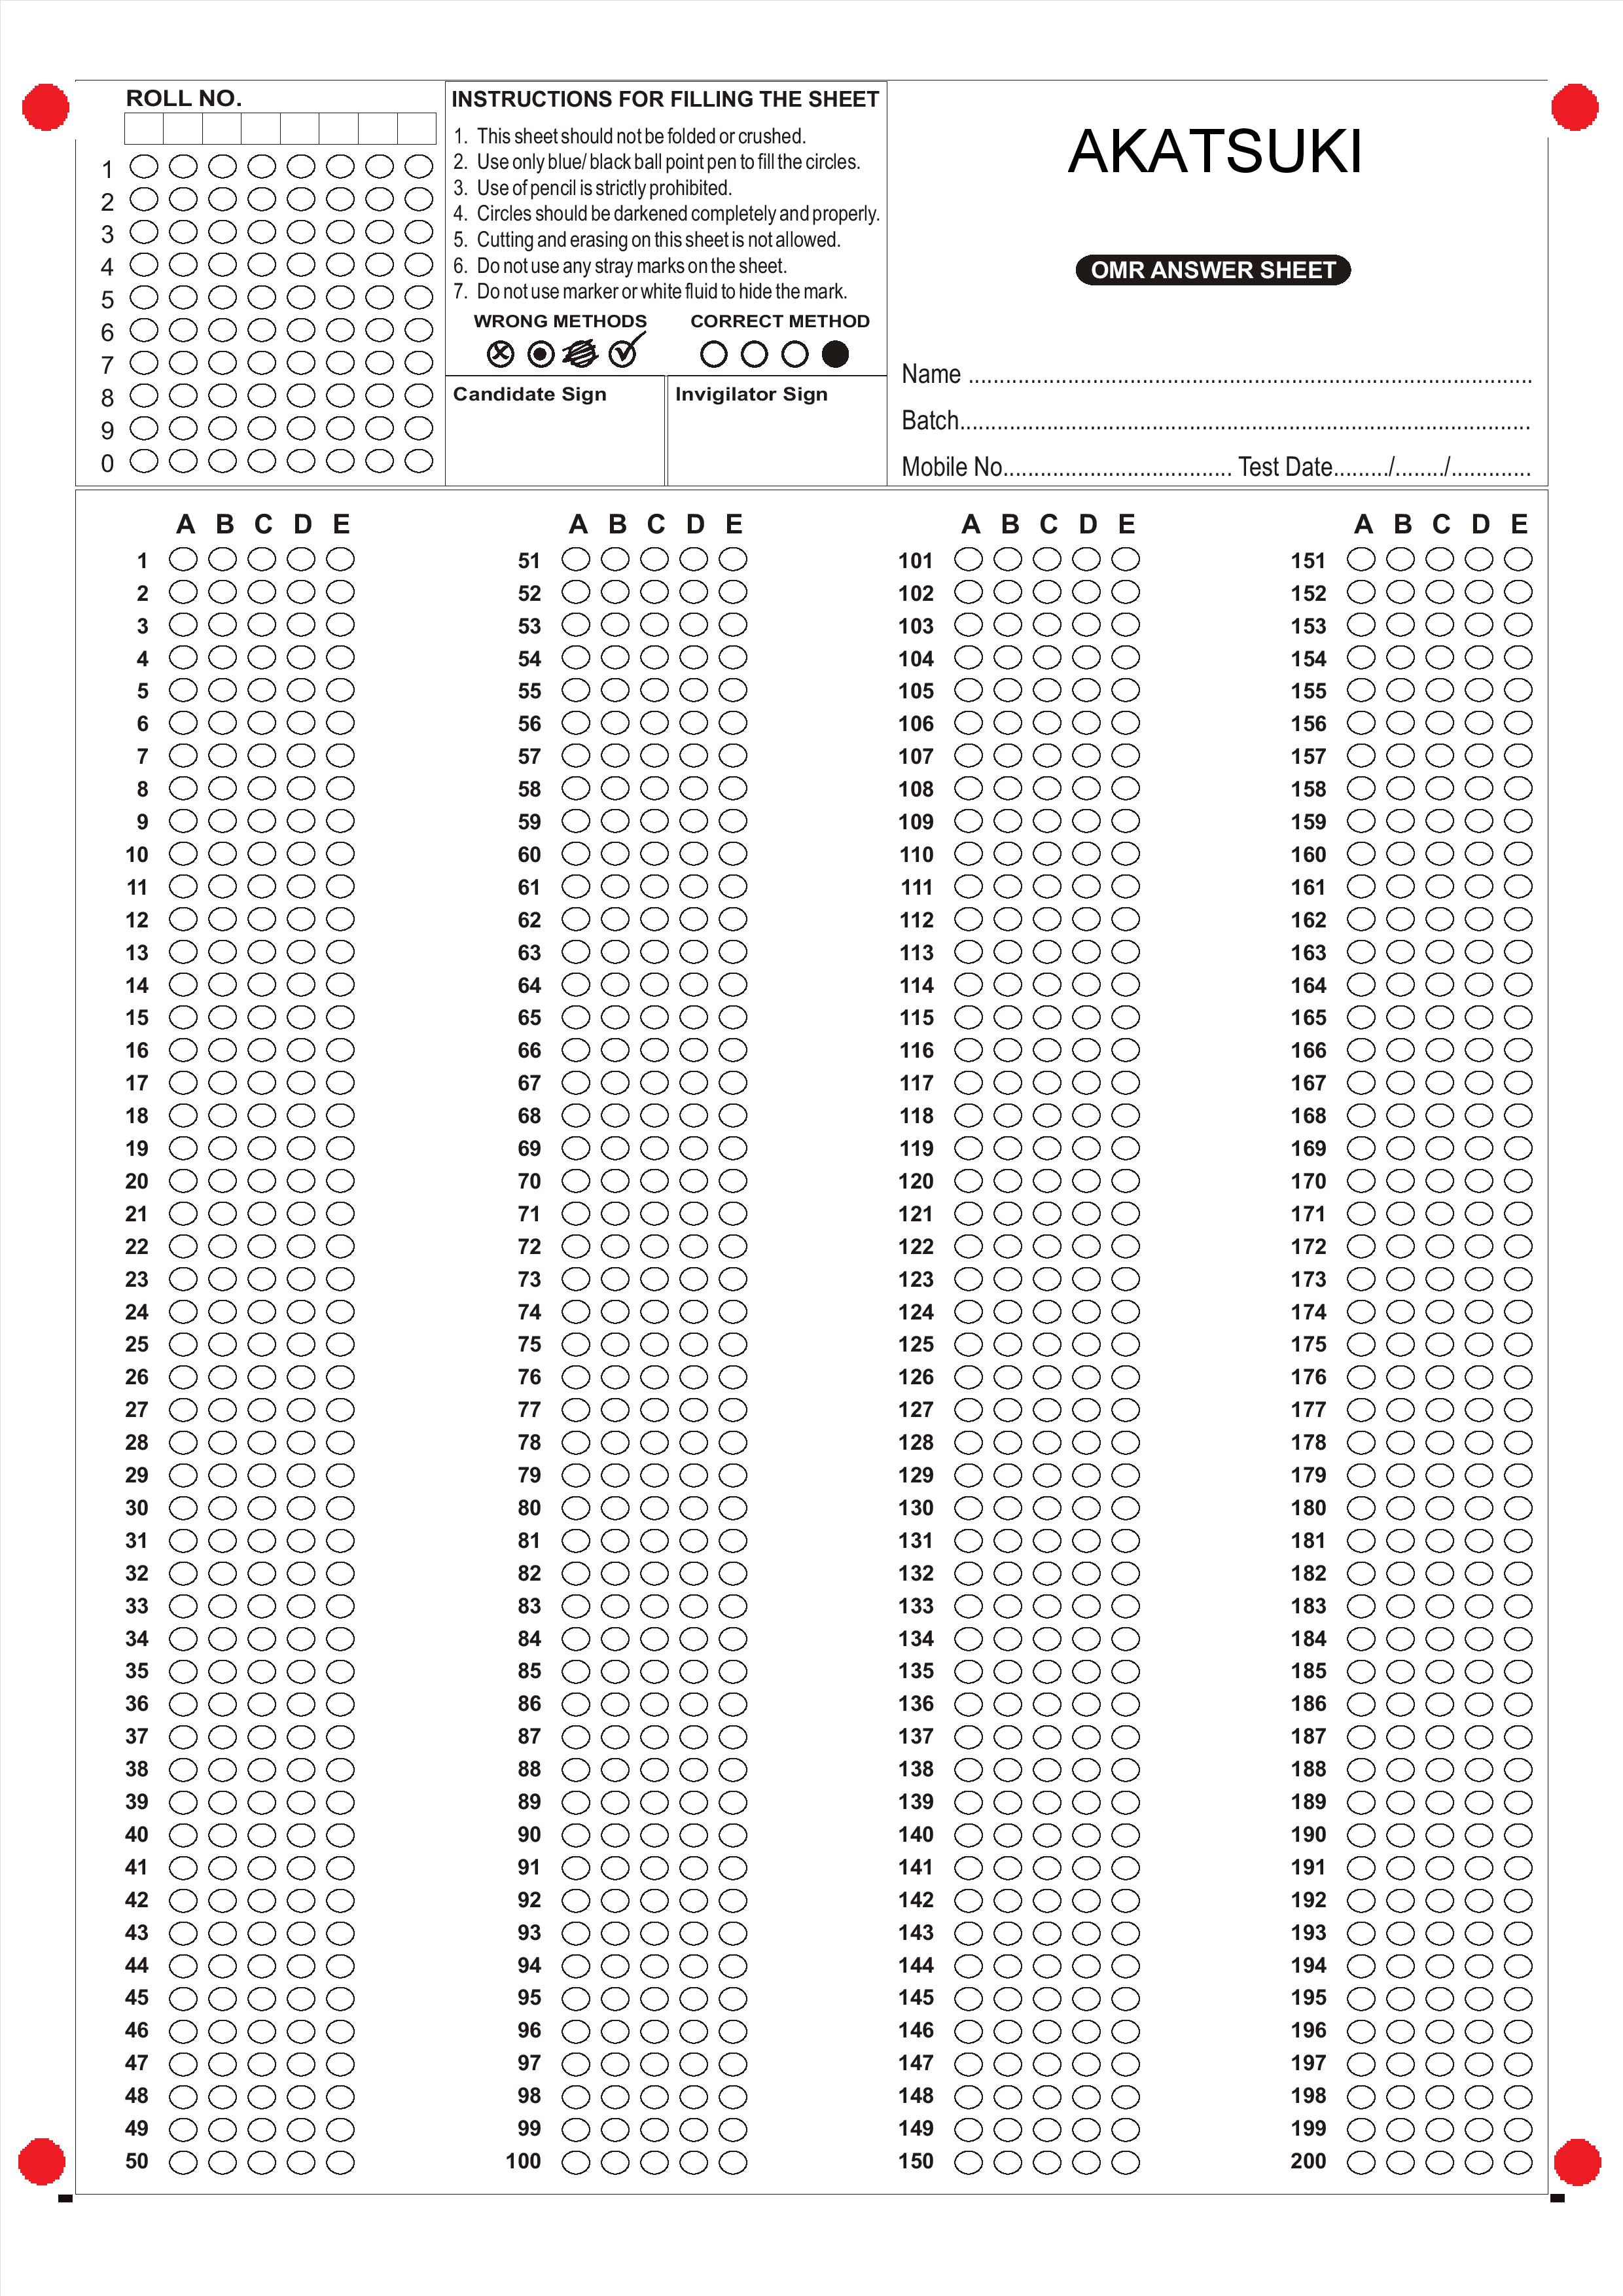 ROLL NO.
1
2
3
4
5
6
7
8
9
0
INSTRUCTIONS FOR FILLING THE SHEET
1. This sheet should not be folded or crushed.
2. Use only blue/ black ball point pen to fill the circles.
3. Use of pencil is strictly prohibited.
4. Circles should be darkened completely and properly.
5. Cutting and erasing on this sheet is not allowed.
6. Do not use any stray marks on the sheet.
7. Do not use marker or white fluid to hide the mark.
WRONG METHODS CORRECT METHOD
Candidate Sign Invigilator Sign
AKATSUKI
OMR ANSWER SHEET
Name ..........................................................................................
Batch...........................................................................................
Mobile No..................................... Test Date........./......../.............
A B C D E A B C D E A B C D E A B C D E
1 51 101 151
2 52 102 152
3 53 103 153
4 54 104 154
5 55 105 155
6 56 106 156
7 57 107 157
8 58 108 158
9 59 109 159
10 60 110 160
11 61 111 161
12 62 112 162
13 63 113 163
14 64 114 164
15 65 115 165
16 66 116 166
17 67 117 167
18 68 118 168
19 69 119 169
20 70 120 170
21 71 121 171
22 72 122 172
23 73 123 173
24 74 124 174
25 75 125 175
26 76 126 176
27 77 127 177
28 78 128 178
29 79 129 179
30 80 130 180
31 81 131 181
32 82 132 182
33 83 133 183
34 84 134 184
35 85 135 185
36 86 136 186
37 87 137 187
38 88 138 188
39 89 139 189
40 90 140 190
41 91 141 191
42 92 142 192
43 93 143 193
44 94 144 194
45 95 145 195
46 96 146 196
47 97 147 197
48 98 148 198
49 99 149 199
50 100 150 200